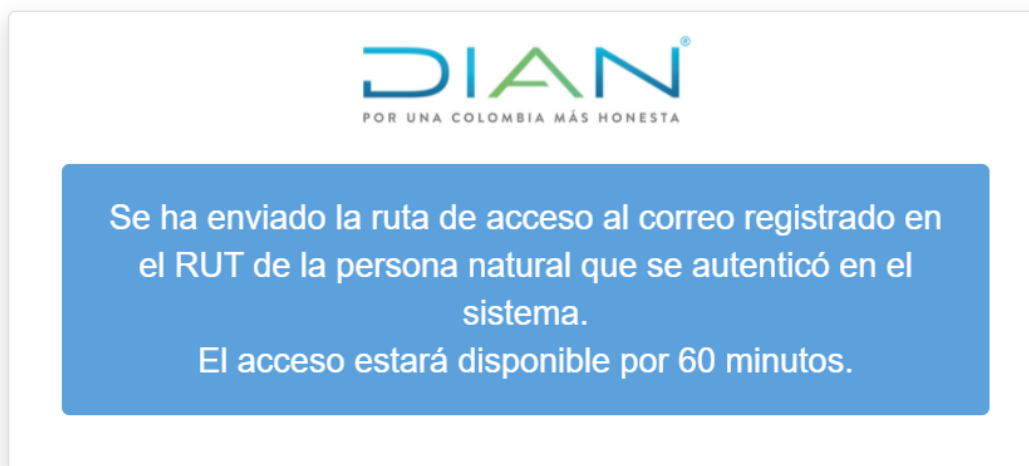 DIAN®
POR UNA COLOMBIA MÁS HONESTA
Se ha enviado la ruta de acceso al correo registrado en
el RUT de la persona natural que se autenticó en el
sistema.
El acceso estará disponible por 60 minutos.